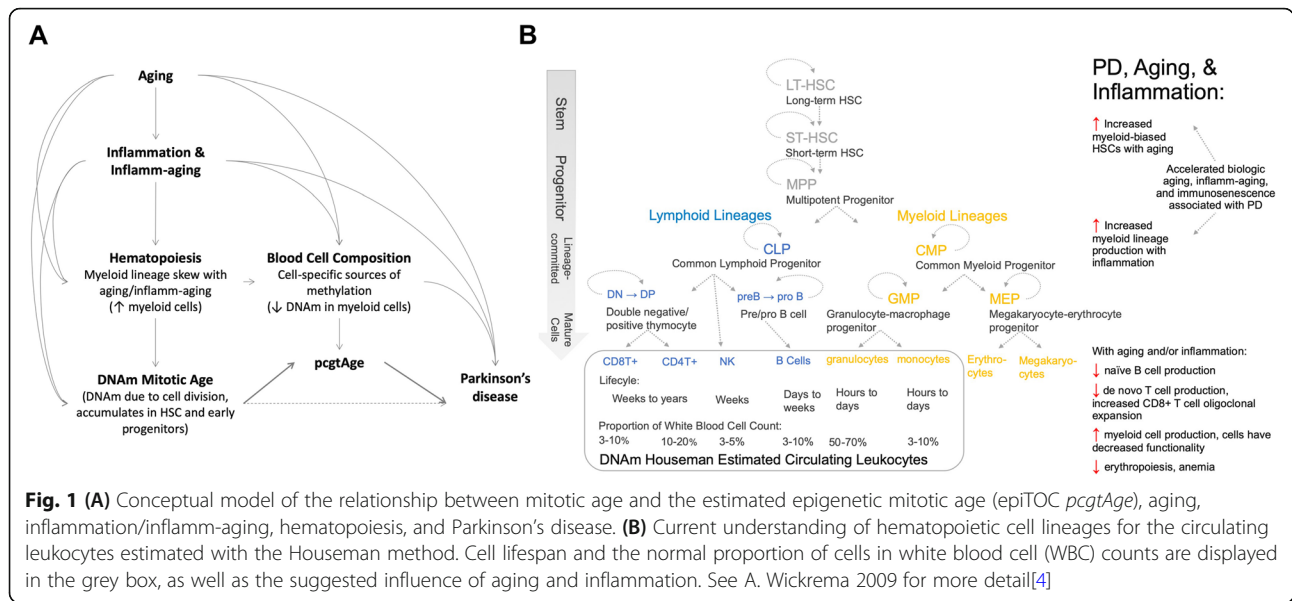 A
Aging
Inflammation &
Inflamm-aging
Hematopoiesis
Myeloid lineage skew with
aging/inflamm-aging
(↑ myeloid cells)
Blood Cell Composition
Cell-specific sources of
methylation
(↓ DNAm in myeloid cells)
DNAm Mitotic Age
(DNAm due to cell division,
accumulates in HSC and early
progenitors)
pcgtAge
Parkinson's
disease
B
Stem
Progenitor
Lineage-
committed
Mature
Cells
LT-HSC
Long-term HSC
ST-HSC
Short-term HSC
MPP
Multipotent Progenitor
Lymphoid Lineages
Myeloid Lineages
CLP
Common Lymphoid Progenitor
CMP
Common Myeloid Progenitor
DN → DP
Double negative/
positive thymocyte
preB → pro B
Pre/pro B cell
GMP
Granulocyte-macrophage
progenitor
MEP
Megakaryocyte-erythrocyte
progenitor
CD8T+ CD4T+ NK B Cells granulocytes monocytes
Erythro-
cytes
Megakaryo-
cytes
Lifecyle:
Weeks to years
Weeks
Days to
weeks
Hours to
days
Hours to
days
Proportion of White Blood Cell Count:
3-10% 10-20% 3-5% 3-10% 50-70% 3-10%
DNAm Houseman Estimated Circulating Leukocytes
PD, Aging, &
Inflammation:
↑ Increased
myeloid-biased
HSCs with aging
Accelerated biologic
aging, inflamm-aging,
and immunosenescence
associated with PD
↑ Increased
myeloid lineage
production with
inflammation
With aging and/or inflammation:
↓ naïve B cell production
↓ de novo T cell production,
increased CD8+ T cell oligoclonal
expansion
↑ myeloid cell production, cells have
decreased functionality
↓ erythropoiesis, anemia
Fig. 1 (A) Conceptual model of the relationship between mitotic age and the estimated epigenetic mitotic age (epiTOC pcgtAge), aging,
inflammation/inflamm-aging, hematopoiesis, and Parkinson's disease. (B) Current understanding of hematopoietic cell lineages for the circulating
leukocytes estimated with the Houseman method. Cell lifespan and the normal proportion of cells in white blood cell (WBC) counts are displayed
in the grey box, as well as the suggested influence of aging and inflammation. See A. Wickrema 2009 for more detail[4]